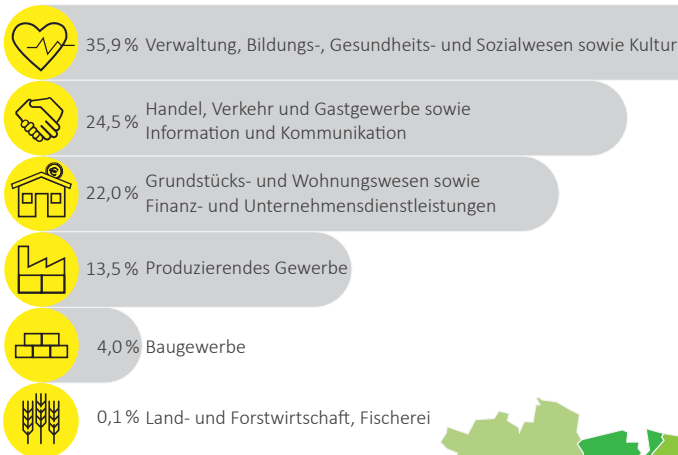 35,9 % Verwaltung, Bildungs-, Gesundheits- und Sozialwesen sowie Kultur
24,5 % Handel, Verkehr und Gastgewerbe sowie
Information und Kommunikation
22,0 % Grundstücks- und Wohnungswesen sowie
Finanz- und Unternehmensdienstleistungen
13,5 % Produzierendes Gewerbe
4,0 % Baugewerbe
0,1 % Land- und Forstwirtschaft, Fischerei